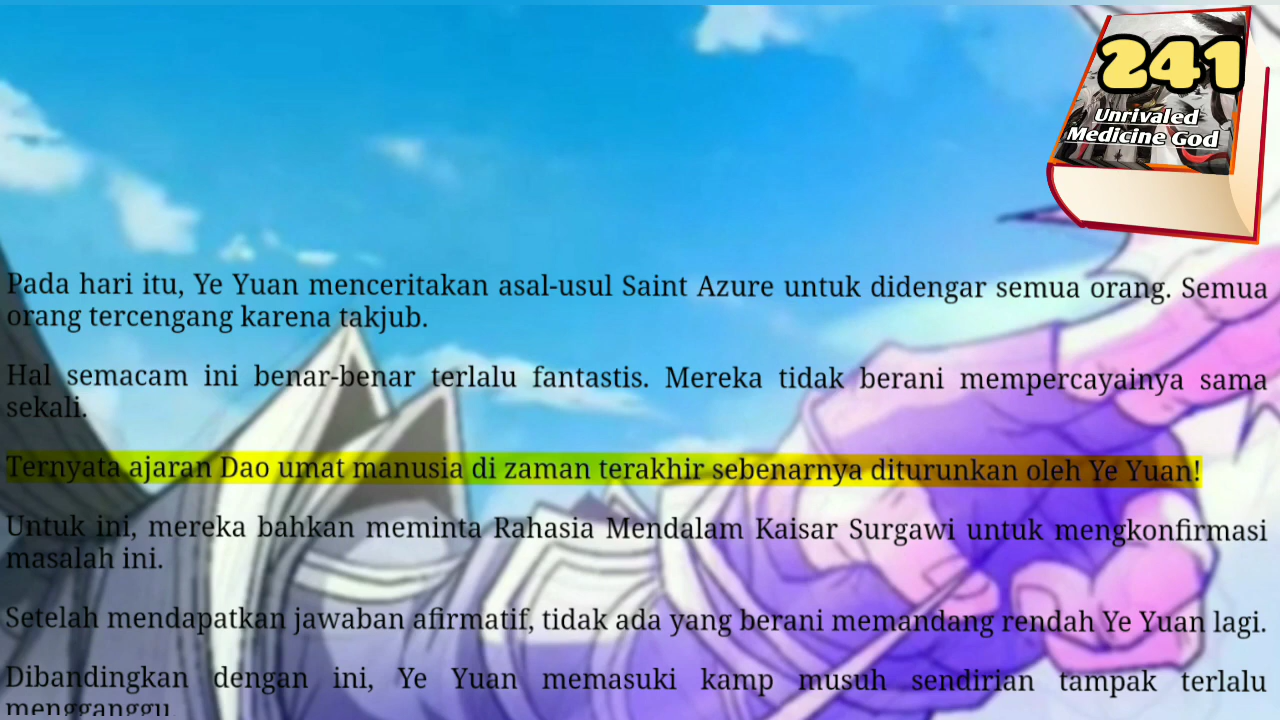 241
Unrivaled
Medicine God
Pada hari itu, Ye Yuan menceritakan asal-usul Saint Azure untuk didengar semua orang. Semua
orang tercengang karena takjub.
Hal semacam ini benar-benar terlalu fantastis. Mereka tidak berani mempercayainya sama
sekali.
Ternyata ajaran Dao umat manusia di zaman terakhir sebenarnya diturunkan oleh Ye Yuan!
Untuk ini, mereka bahkan meminta Rahasia Mendalam Kaisar Surgawi untuk mengkonfirmasi
masalah ini.
Setelah mendapatkan jawaban afirmatif, tidak ada yang berani memandang rendah Ye Yuan lagi.
Dibandingkan dengan ini, Ye Yuan memasuki kamp musuh sendirian tampak terlalu
mengganggu.